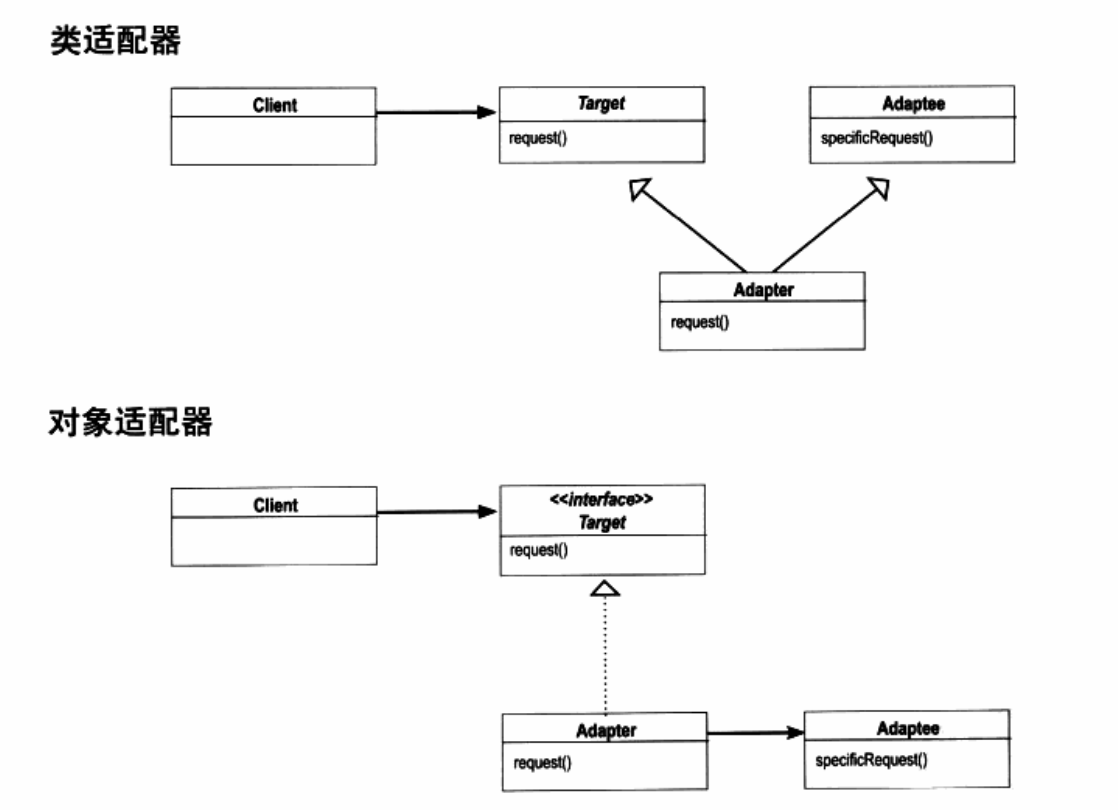 类适配器
Client
Target
Adaptee
request()
specificRequest()
Adapter
request()
对象适配器
Client
<<interface>>
Target
request()
Adapter
Adaptee
request()
specificRequest()